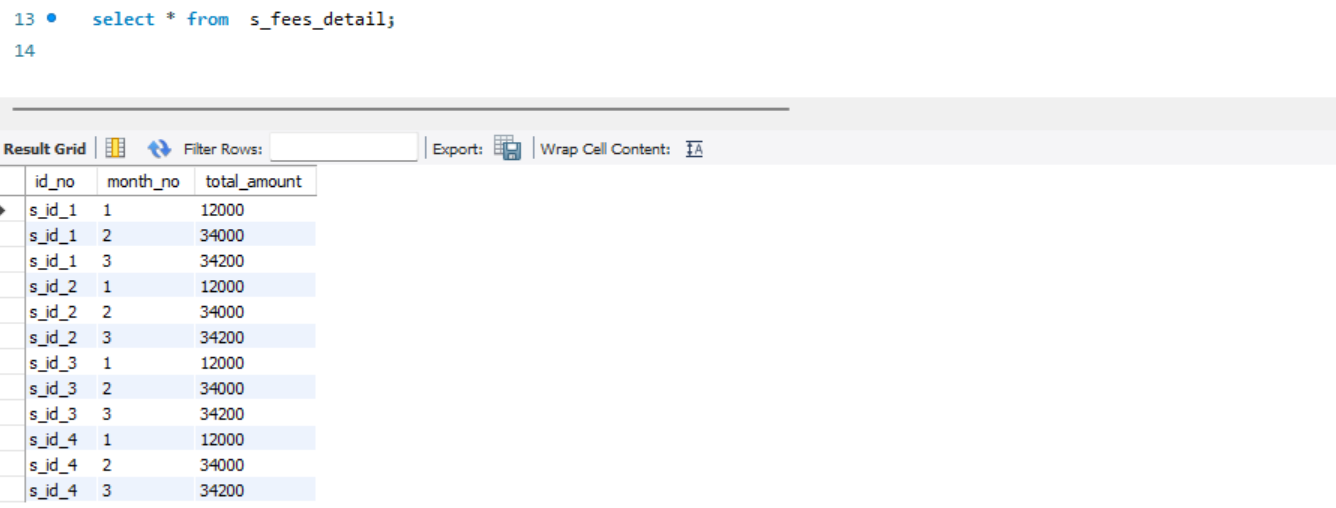 13 select * from s_fees_detail;
14
Result Grid Filter Rows: Export: Wrap Cell Content: IA
id_no month_no total_amount
s_id_1 1 12000
s_id_1 2 34000
s_id_1 3 34200
s_id_2 1 12000
s_id_2 2 34000
s_id_2 3 34200
s_id_3 1 12000
s_id_3 2 34000
s_id_3 3 34200
s_id_4 1 12000
s_id_4 2 34000
s_id_4 3 34200